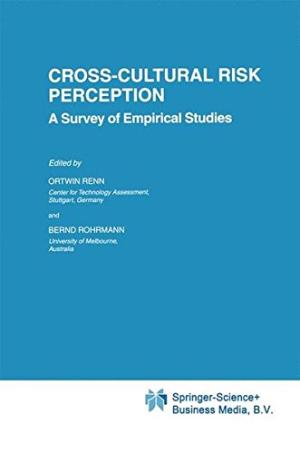 CROSS-CULTURAL RISK
PERCEPTION
A Survey of Empirical Studies
Edited by
ORTWIN RENN
Center for Technology Assessment,
Stuttgart, Germany
and
BERND ROHRMANN
University of Melbourne,
Australia
Springer-Science+
Business Media, B.V.